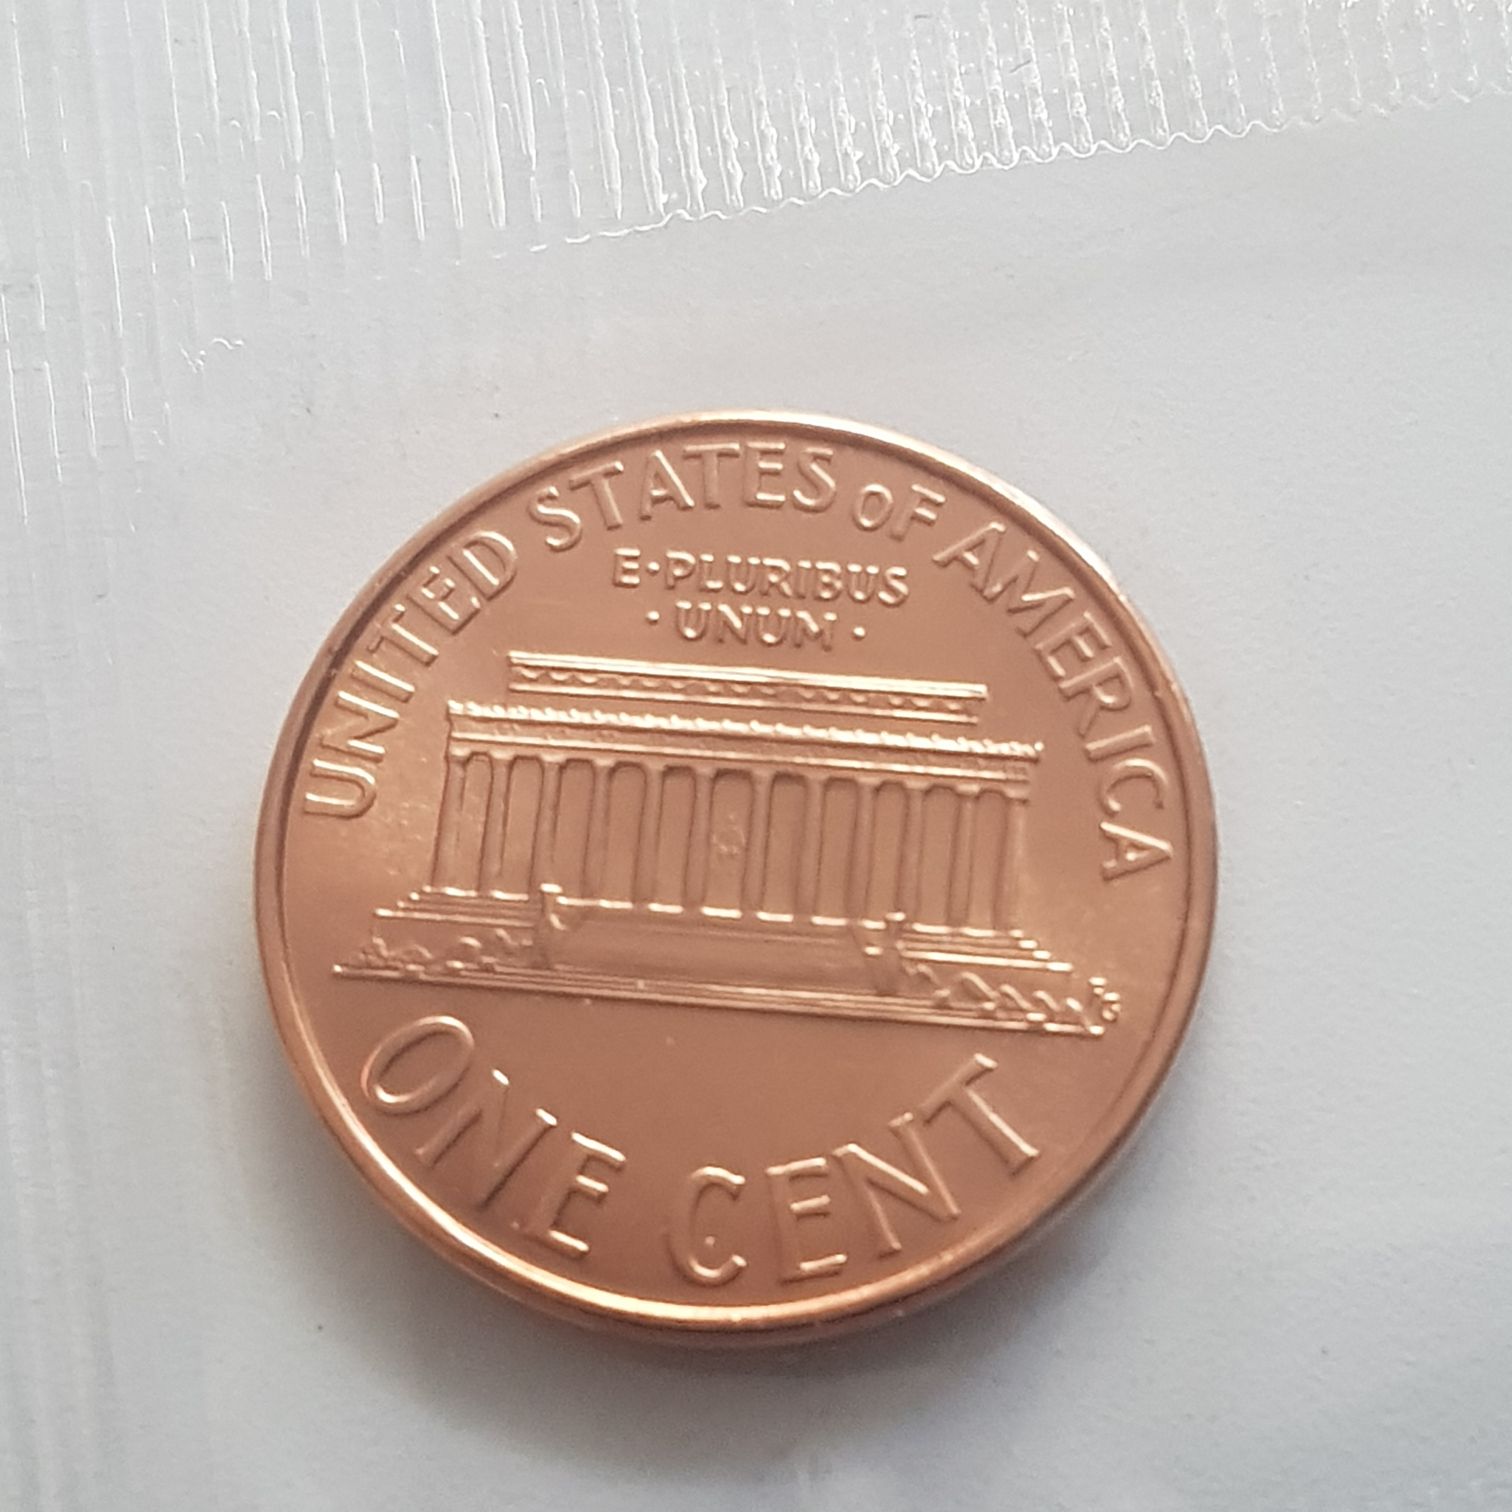 UNITED STATES OF AMERICA
E·PLURIBUS
·UNUM·
ONE CENT